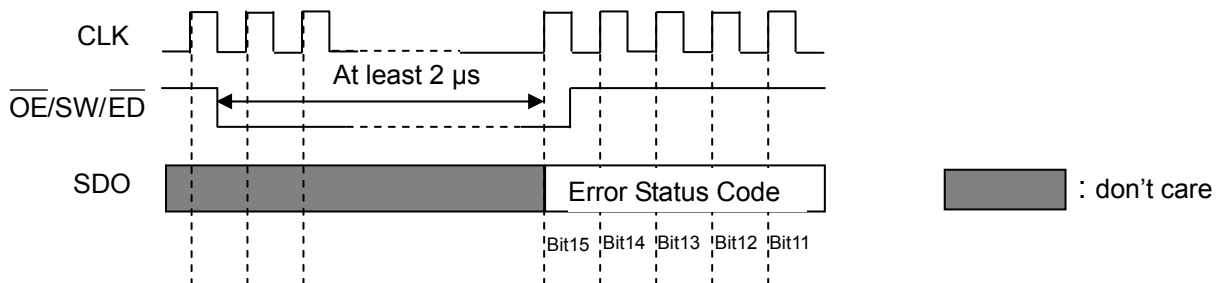 CLK
At least 2 µs
OE/SW/ED
SDO
Error Status Code
: don't care
Bit15 Bit14 Bit13 Bit12 Bit11